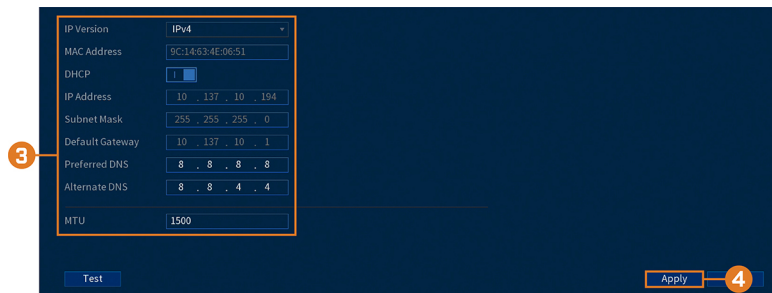 IP Version IPv4
MAC Address 9C:14:63:4E:06:51
DHCP
IP Address 10 . 137 . 10 . 194
Subnet Mask 255 . 255 . 255 . 0
Default Gateway 10 . 137 . 10 . 1
3
Preferred DNS 8 . 8 . 8 . 8
Alternate DNS 8 . 8 . 4 . 4
MTU 1500
Test Apply 4